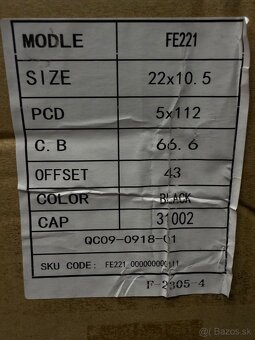 MODLE FE221
SIZE 22x10.5
PCD 5x112
C.B 66.6
OFFSET 43
COLOR BLACK
CAP 31002
QC09-0918-01
SKU CODE:
F-2305-4
Bazos.sk